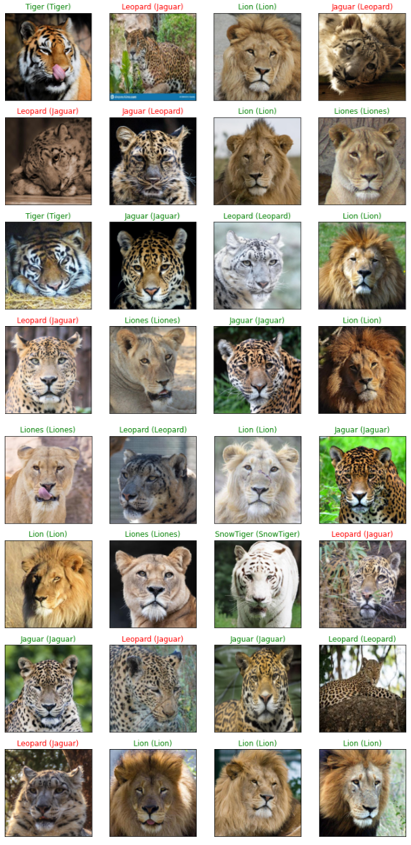 Tiger (Tiger) Leopard (Jaguar) Lion (Lion) Jaguar (Leopard)
Leopard (Jaguar) Jaguar (Leopard) Lion (Lion) Liones (Liones)
Tiger (Tiger) Jaguar (Jaguar) Leopard (Leopard) Lion (Lion)
Leopard (Jaguar) Liones (Liones) Jaguar (Jaguar) Lion (Lion)
Liones (Liones) Leopard (Leopard) Lion (Lion) Jaguar (Jaguar)
Lion (Lion) Liones (Liones) SnowTiger (SnowTiger) Leopard (Jaguar)
Jaguar (Jaguar) Leopard (Jaguar) Jaguar (Jaguar) Leopard (Leopard)
Leopard (Jaguar) Lion (Lion) Lion (Lion) Lion (Lion)